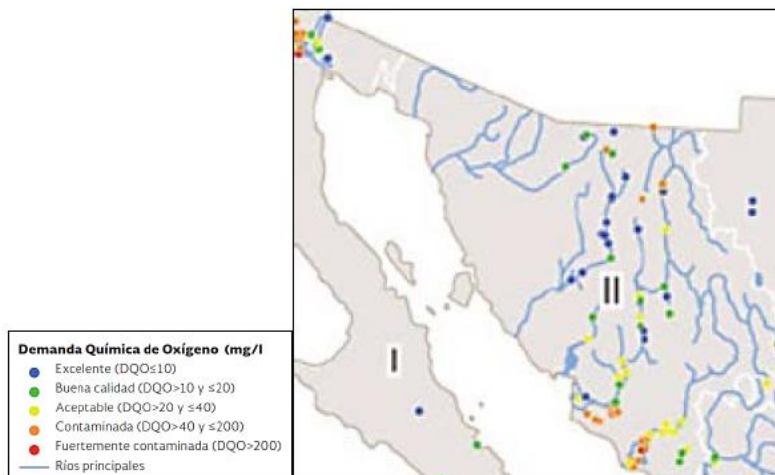 Demanda Química de Oxígeno (mg/l
Excelente (DQO≤10)
Buena calidad (DQO>10 y ≤20)
Aceptable (DQO>20 y ≤40)
Contaminada (DQO>40 y ≤200)
Fuertemente contaminada (DQO>200)
Ríos principales
I
II